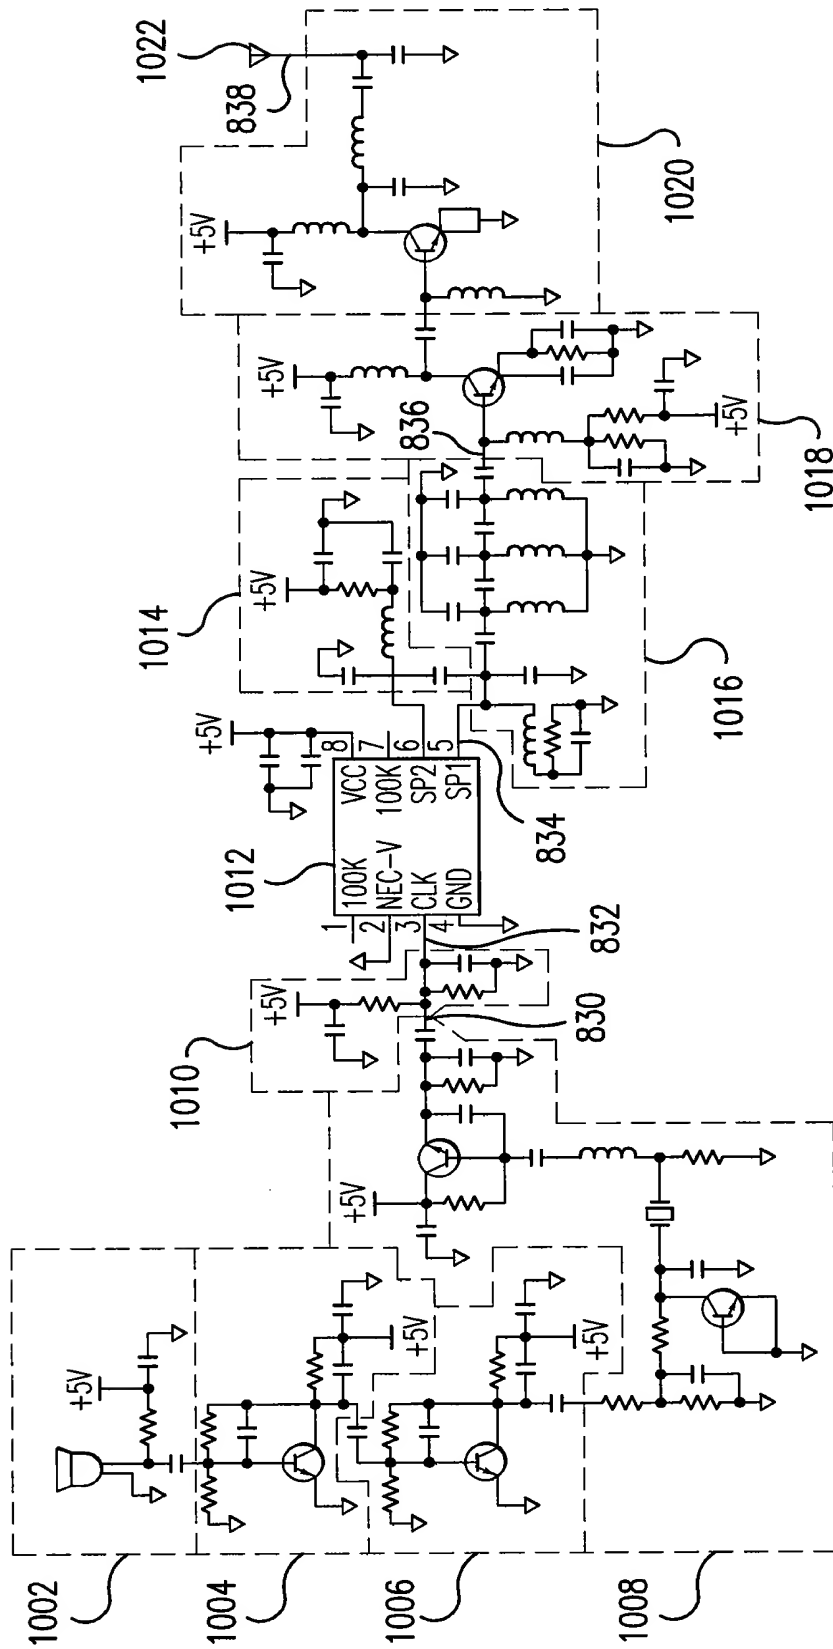 1022
838
+5V
1020
+5V
836
+5V
1018
1014
+5V
1016
+5V
1012
1 100K VCC 8
2 NEC-V 100K 7
3 CLK SP2 6
4 GND SP1 5
834
832
830
1010
+5V
+5V
+5V
+5V
+5V
1002
1004
1006
1008